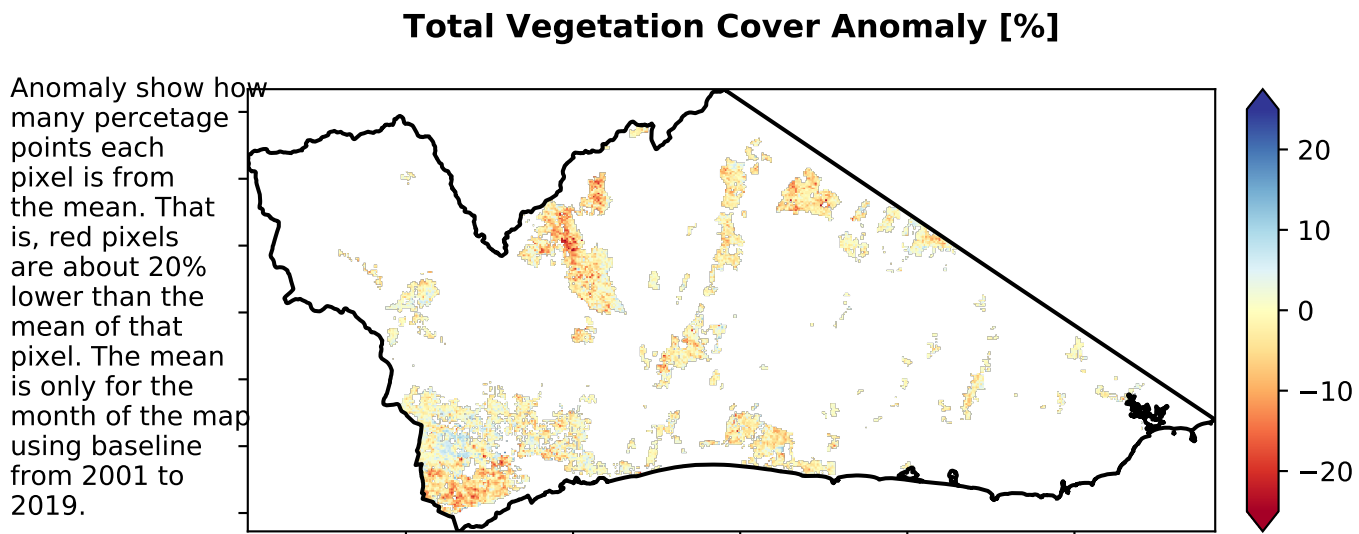 Total Vegetation Cover Anomaly [%]
Anomaly show how
many percetage
points each
pixel is from
the mean. That
is, red pixels
are about 20%
lower than the
mean of that
pixel. The mean
is only for the
month of the map
using baseline
from 2001 to
2019.
20
10
0
−10
−20